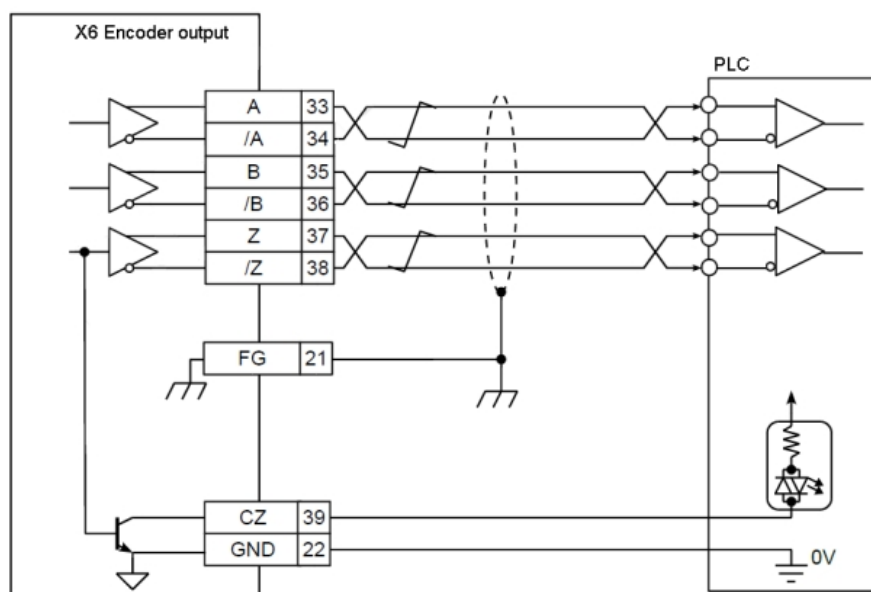 X6 Encoder output
PLC
A 33
/A 34
B 35
/B 36
Z 37
/Z 38
FG 21
CZ 39
GND 22
0V